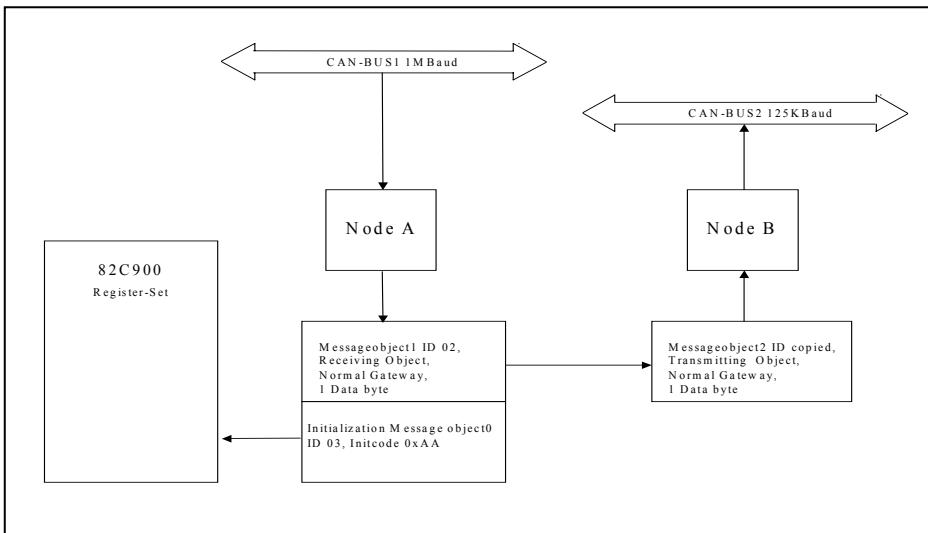 CAN-BUS1 1MBaud
CAN-BUS2 125KBaud
Node A
Node B
82C900
Register-Set
Messageobject1 ID 02,
Receiving Object,
Normal Gateway,
1 Data byte
Messageobject2 ID copied,
Transmitting Object,
Normal Gateway,
1 Data byte
Initialization Message object0
ID 03, Initcode 0xAA